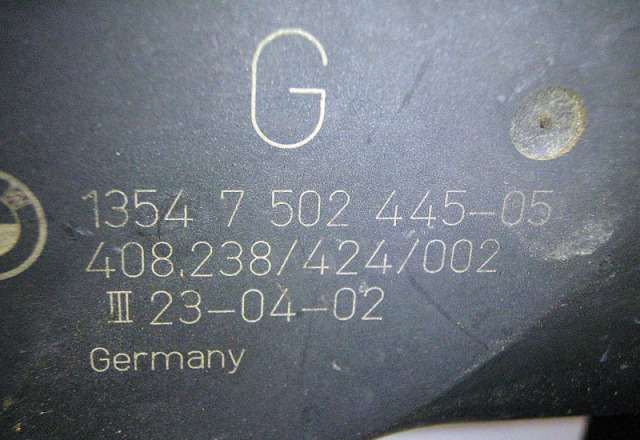 G
1354 7 502 445-05
408.238/424/002
III 23-04-02
Germany